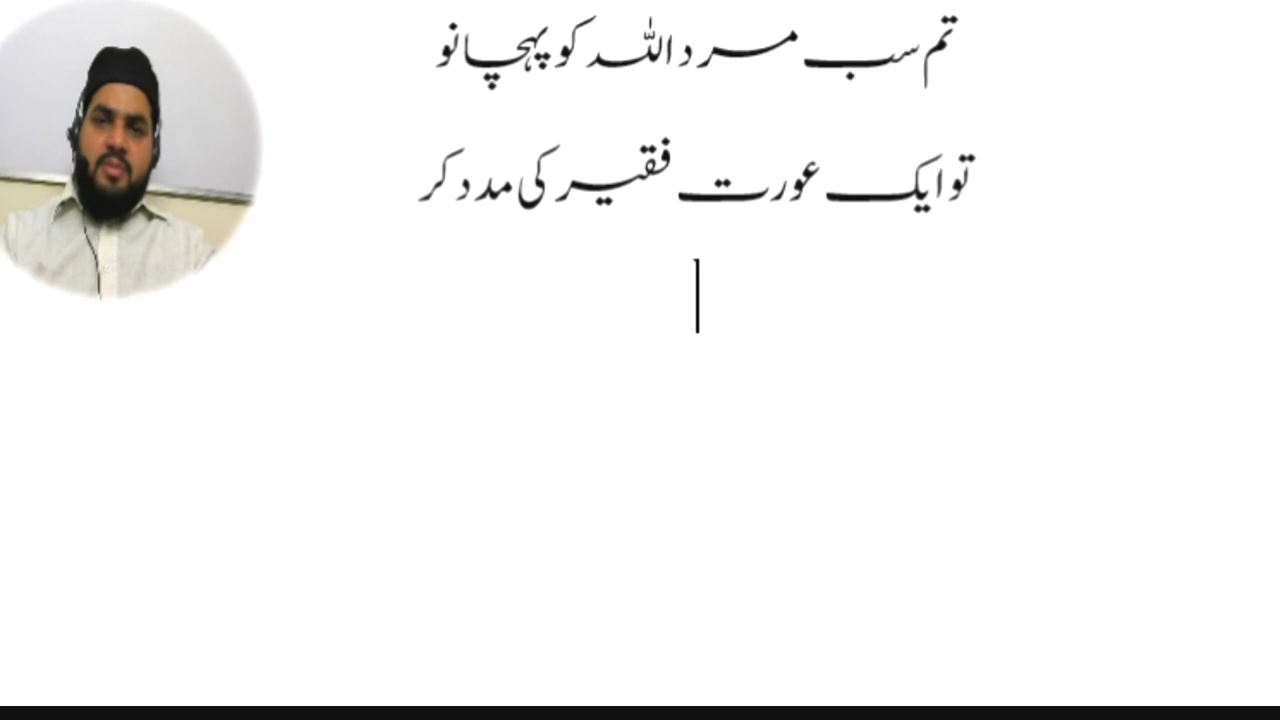 تم سب مرد اللہ کو پہچانو
تو ایک عورت فقیر کی مدد کر